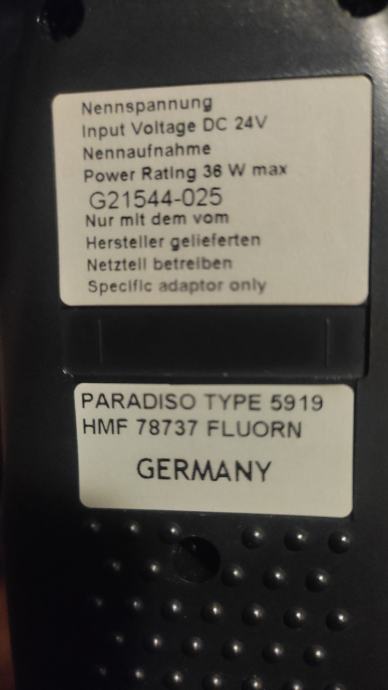 Nennspannung
Input Voltage DC 24V
Nennaufnahme
Power Rating 36 W max
G21544-025
Nur mit dem vom
Hersteller gelieferten
Netzteil betreiben
Specific adaptor only
PARADISO TYPE 5919
HMF 78737 FLUORN
GERMANY